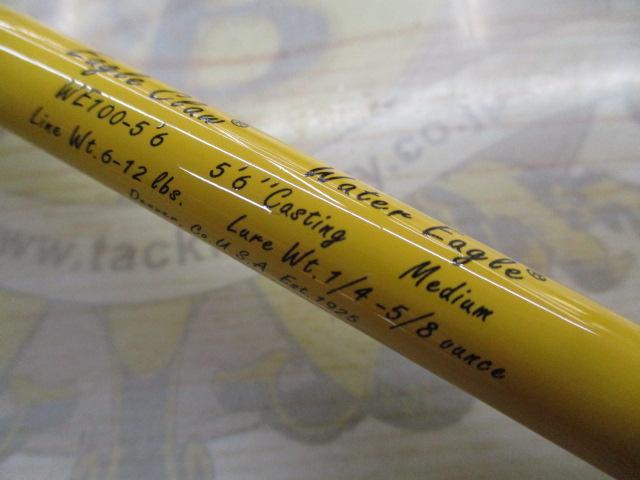 Eagle Claw® Water Eagle®
WE100-5'6 5'6''Casting Medium
Line Wt.6-12 lbs. Lure Wt.1/4-5/8 ounce
Denver, Co. U.S.A. Est. 1925